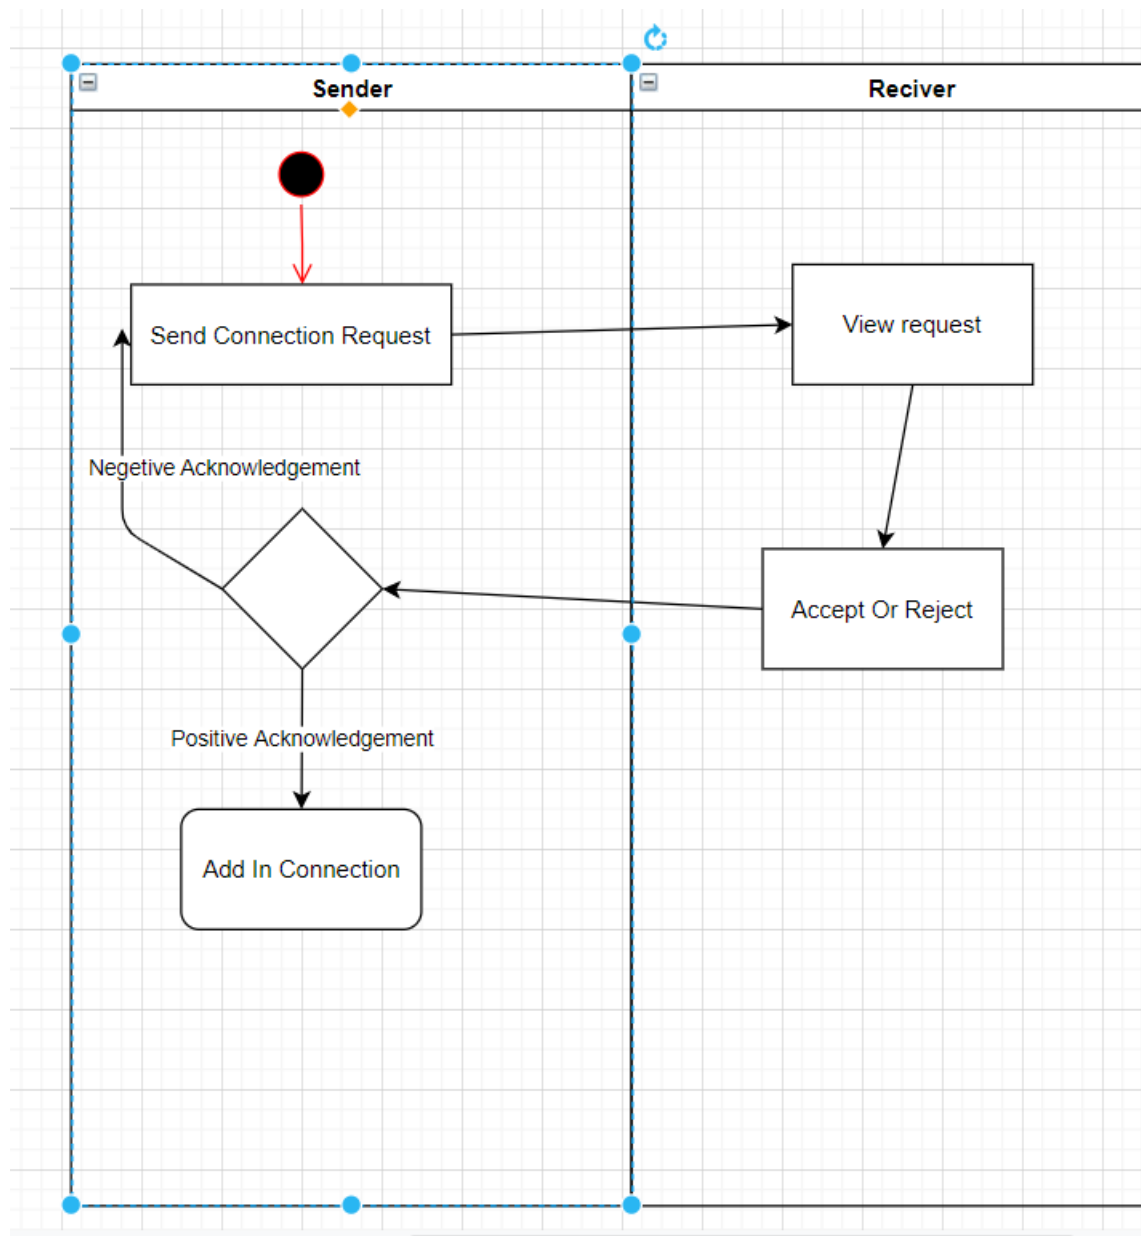 Sender
Reciver
Send Connection Request
View request
Negetive Acknowledgement
Accept Or Reject
Positive Acknowledgement
Add In Connection